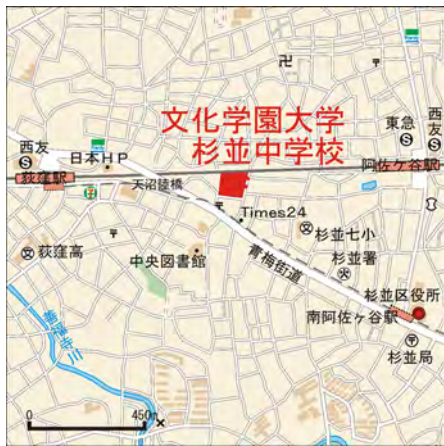 卍
文化学園大学
杉並中学校
東急
西友
西友
日本HP
荻窪駅
天沼陸橋
阿佐ケ谷駅
Times24
杉並七小
荻窪高
中央図書館
青梅街道
杉並署
杉並区役所
南阿佐ヶ谷駅
杉並局
善福寺川
0
450m